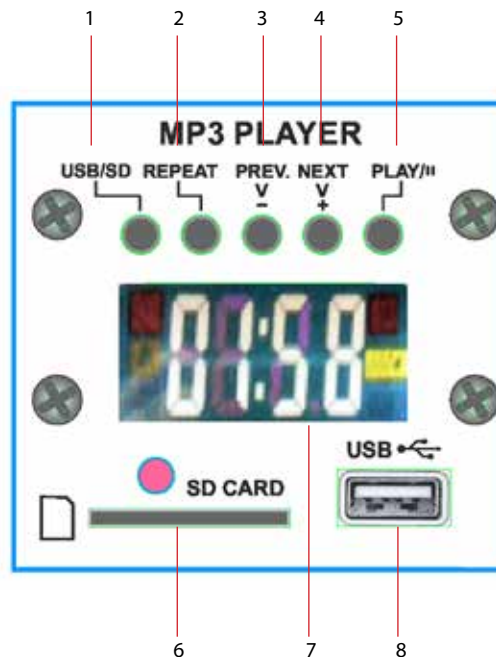 1 2 3 4 5
MP3 PLAYER
USB/SD REPEAT PREV. NEXT PLAY/II
V V
– +
01:58
USB
SD CARD
6 7 8